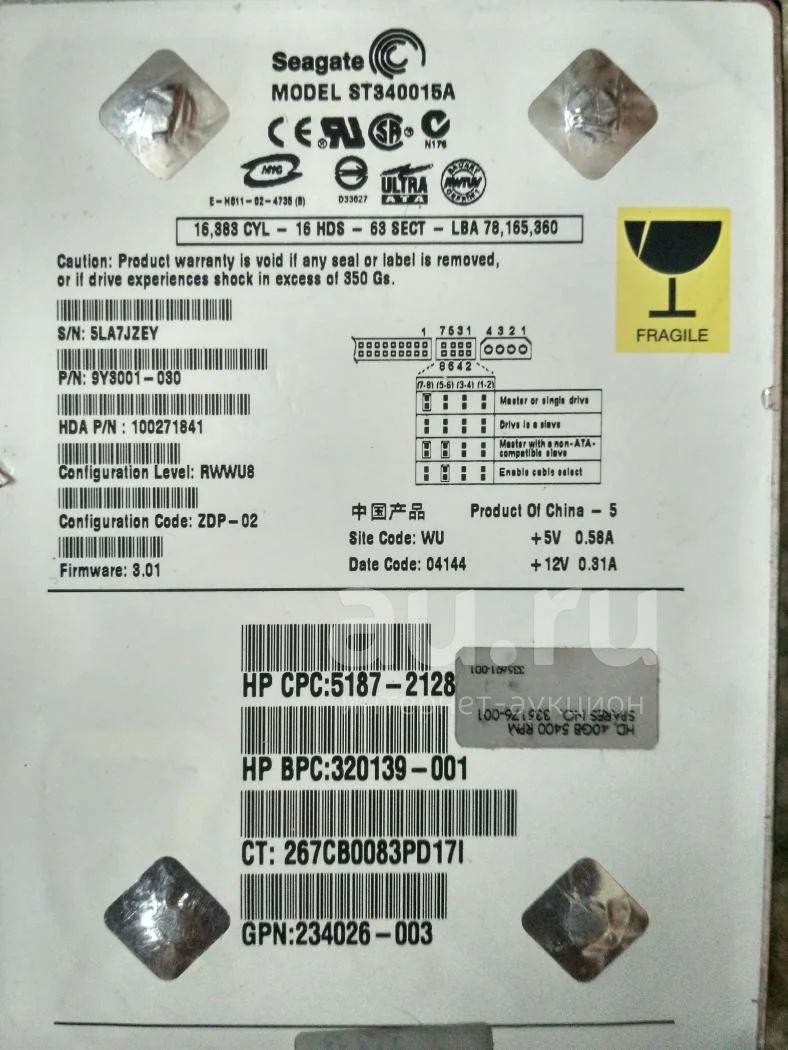 Seagate
MODEL ST340015A
N176
E-H011-02-4735 (B)
D33027
ULTRA
ATA
16,383 CYL - 16 HDS - 63 SECT - LBA 78,165,360
Caution: Product warranty is void if any seal or label is removed,
or if drive experiences shock in excess of 350 Gs.
FRAGILE
S/N: 5LA7JZEY
P/N: 9Y3001-030
HDA P/N : 100271841
Configuration Level: RWWU8
Configuration Code: ZDP-02
Firmware: 3.01
1 7531 4321
8642
(7-8) (5-6) (3-4) (1-2)
Master or single drive
Drive is a slave
Master with a non-ATA-
compatible slave
Enable cable select
中国产品 Product Of China - 5
Site Code: WU +5V 0.58A
Date Code: 04144 +12V 0.31A
au.ru
интернет-аукцион
HP CPC:5187-2128
HP BPC:320139-001
CT: 267CB0083PD17I
GPN:234026-003
HD, 40GB 5400 RPM
SPARES NO. 335176-001